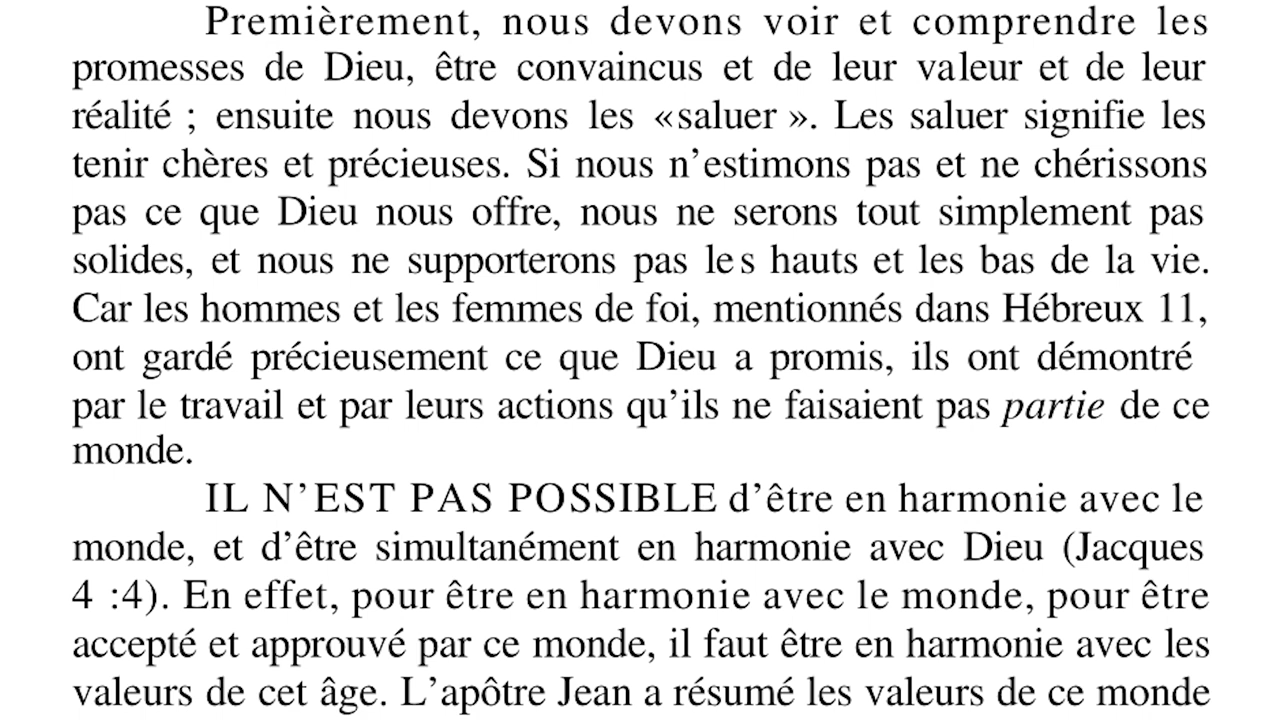 Premièrement, nous devons voir et comprendre les
promesses de Dieu, être convaincus et de leur valeur et de leur
réalité ; ensuite nous devons les «saluer ». Les saluer signifie les
tenir chères et précieuses. Si nous n’estimons pas et ne chérissons
pas ce que Dieu nous offre, nous ne serons tout simplement pas
solides, et nous ne supporterons pas les hauts et les bas de la vie.
Car les hommes et les femmes de foi, mentionnés dans Hébreux 11,
ont gardé précieusement ce que Dieu a promis, ils ont démontré
par le travail et par leurs actions qu’ils ne faisaient pas partie de ce
monde.
IL N’EST PAS POSSIBLE d’être en harmonie avec le
monde, et d’être simultanément en harmonie avec Dieu (Jacques
4 :4). En effet, pour être en harmonie avec le monde, pour être
accepté et approuvé par ce monde, il faut être en harmonie avec les
valeurs de cet âge. L’apôtre Jean a résumé les valeurs de ce monde